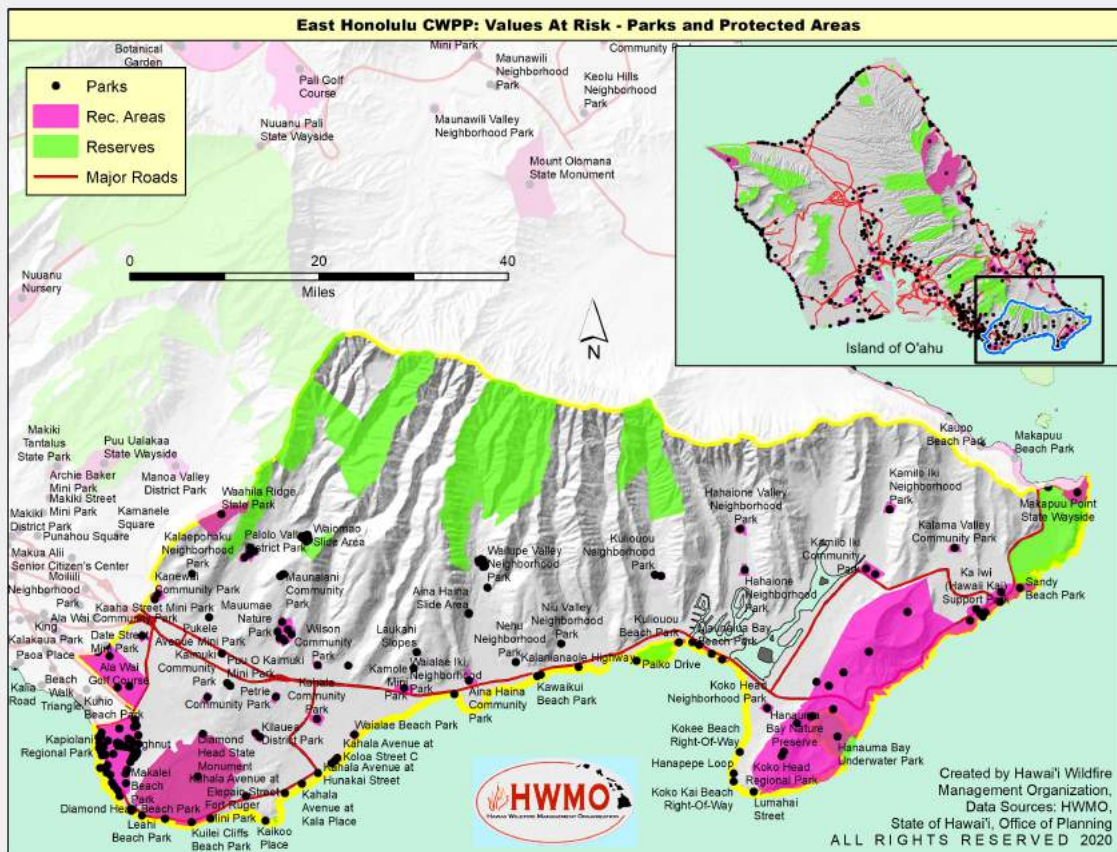 East Honolulu CWPP: Values At Risk - Parks and Protected Areas
Parks
Rec. Areas
Reserves
Major Roads
Botanical
Garden
Pali Golf
Course
Nuuanu Pali
State Wayside
Mini Park
Maunawili
Neighborhood
Park
Community Park
Keolu Hills
Neighborhood
Park
Maunawili Valley
Neighborhood Park
Mount Olomana
State Monument
Nuuanu
Nursery
0
20
40
Miles
N
Island of O'ahu
Makiki
Tantalus
State Park
Puu Ualakaa
State Wayside
Archie Baker
Mini Park
Makiki Street
Mini Park
Manoa Valley
District Park
Makiki
District Park
Kamanele
Square
Punahou Square
Makua Alii
Senior Citizen's Center
Moiliili
Neighborhood
Park
Waahila Ridge
State Park
Kalaepohaku
Neighborhood
Park
Palolo Valley
District Park
Waiomao
Slide Area
Kanewai
Community Park
Maunalani
Community
Park
Kaaha Street Mini Park
Ala Wai Community Park
King
Kalakaua Park
Date Street
Mini Park
Paoa Place
Ala Wai
Golf Course
Kalia
Road
Beach
Walk
Triangle
Kuhio
Beach Park
Kapiolani
Regional Park
Pukele
Avenue Mini Park
Mauumae
Nature
Park
Kaimuki
Community
Park
Puu O Kaimuki
Mini Park
Petrie
Community Park
Wilson
Community
Park
Kahala
Community
Park
Laukahi
Slopes
Kamole
Mini
Park
Waialae Iki
Neighborhood
Park
Aina Haina
Slide Area
Wailupe Valley
Neighborhood
Park
Nehu
Neighborhood
Park
Niu Valley
Neighborhood
Park
Kuliouou
Neighborhood
Park
Kuliouou
Beach Park
Kalanianaole Highway
Paiko Drive
Kawaikui
Beach Park
Aina Haina
Community
Park
Waialae Beach Park
Kilauea
District Park
Kahala Avenue at
Koloa Street C
Kahala Avenue at
Hunakai Street
Kahala
Avenue at
Kala Place
Diamond
Head State
Monument
Kahala Avenue at
Elepaio Street
Fort Ruger
Mini Park
Makalei
Beach
Park
Diamond Head Beach Park
Leahi
Beach Park
Kuilei Cliffs
Beach Park
Kaikoo
Place
Hahaione Valley
Neighborhood
Park
Hahaione
Neighborhood
Park
Maunalua Bay
Beach Park
Kamilo Iki
Neighborhood
Park
Kamilo Iki
Community
Park
Kalama Valley
Community Park
Kaupo
Beach Park
Makapuu
Beach Park
Makapuu Point
State Wayside
Ka Iwi
(Hawaii Kai)
Support Park
Sandy
Beach Park
Koko Head
Neighborhood Park
Kokee Beach
Right-Of-Way
Hanapepe Loop
Koko Kai Beach
Right-Of-Way
Hanauma
Bay Nature
Preserve
Koko Head
Regional Park
Hanauma Bay
Underwater Park
Lumahai
Street
HWMO
HAWAII WILDFIRE MANAGEMENT ORGANIZATION
Created by Hawai'i Wildfire
Management Organization,
Data Sources: HWMO,
State of Hawai'i, Office of Planning
ALL RIGHTS RESERVED 2020